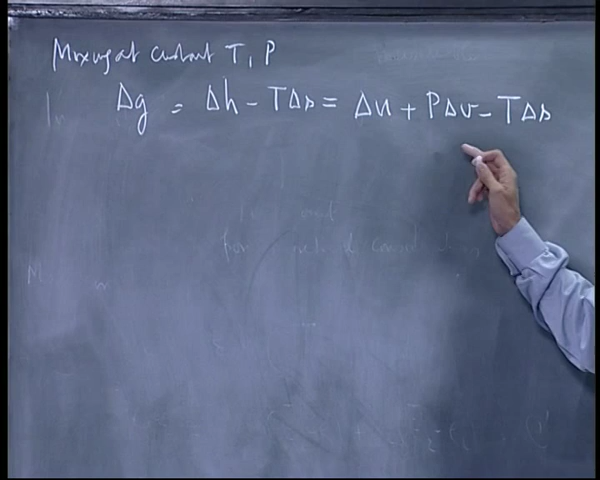 Mixing at constant T, P
Δg = Δh - TΔs = Δu + PΔv - TΔs